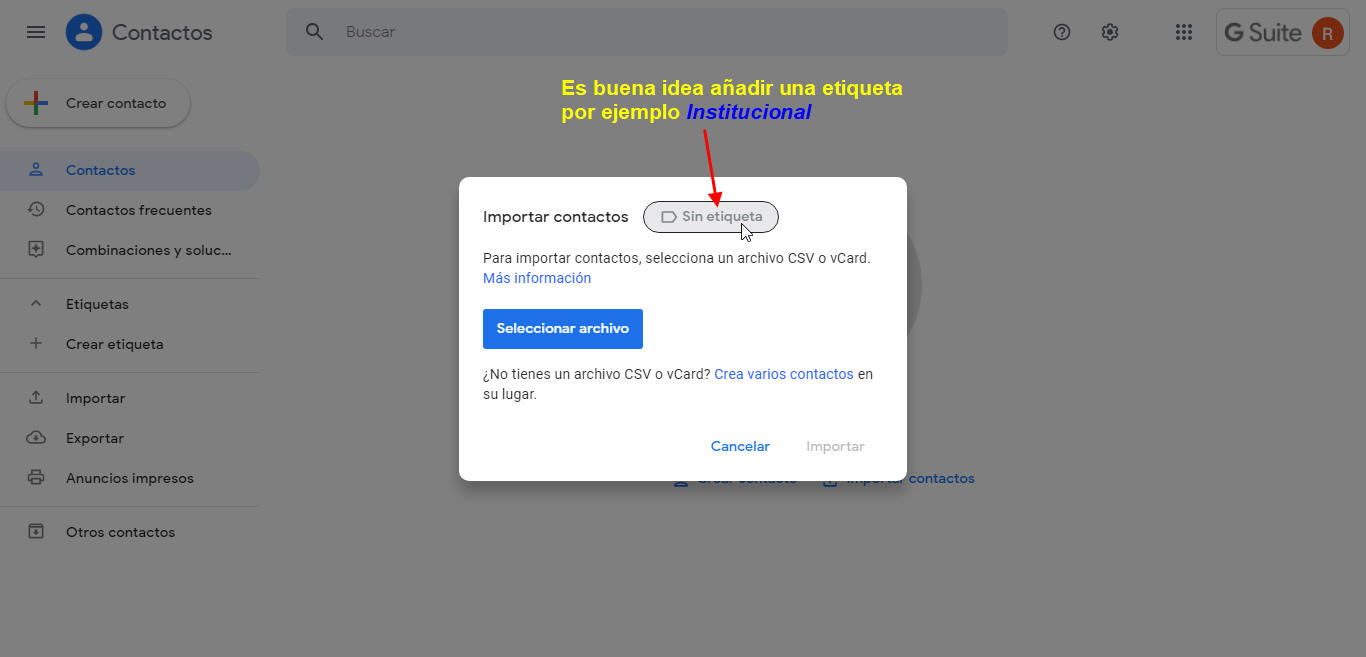 Contactos
Buscar
G Suite
R
Es buena idea añadir una etiqueta
por ejemplo Institucional
Crear contacto
Contactos
Contactos frecuentes
Combinaciones y soluc...
Etiquetas
Crear etiqueta
Importar
Exportar
Anuncios impresos
Otros contactos
Importar contactos
Sin etiqueta
Para importar contactos, selecciona un archivo CSV o vCard.
Más información
Seleccionar archivo
¿No tienes un archivo CSV o vCard? Crea varios contactos en
su lugar.
Cancelar
Importar
Crear contacto
Importar contactos